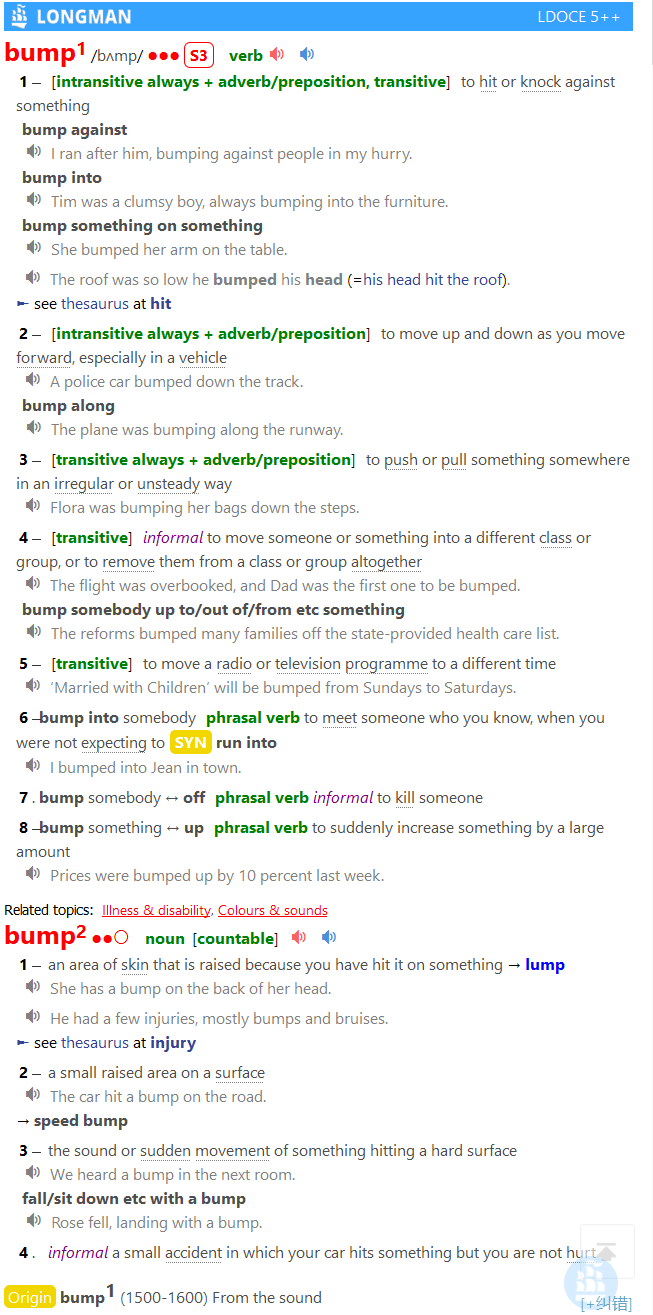 LONGMAN LDOCE 5++
bump1 /bʌmp/ ●●● S3 verb
1 – [intransitive always + adverb/preposition, transitive] to hit or knock against
something
bump against
I ran after him, bumping against people in my hurry.
bump into
Tim was a clumsy boy, always bumping into the furniture.
bump something on something
She bumped her arm on the table.
The roof was so low he bumped his head (=his head hit the roof).
► see thesaurus at hit
2 – [intransitive always + adverb/preposition] to move up and down as you move
forward, especially in a vehicle
A police car bumped down the track.
bump along
The plane was bumping along the runway.
3 – [transitive always + adverb/preposition] to push or pull something somewhere
in an irregular or unsteady way
Flora was bumping her bags down the steps.
4 – [transitive] informal to move someone or something into a different class or
group, or to remove them from a class or group altogether
The flight was overbooked, and Dad was the first one to be bumped.
bump somebody up to/out of/from etc something
The reforms bumped many families off the state-provided health care list.
5 – [transitive] to move a radio or television programme to a different time
‘Married with Children’ will be bumped from Sundays to Saturdays.
6 –bump into somebody phrasal verb to meet someone who you know, when you
were not expecting to SYN run into
I bumped into Jean in town.
7 . bump somebody ↔ off phrasal verb informal to kill someone
8 –bump something ↔ up phrasal verb to suddenly increase something by a large
amount
Prices were bumped up by 10 percent last week.
Related topics: Illness & disability, Colours & sounds
bump2 ●●○ noun [countable]
1 – an area of skin that is raised because you have hit it on something → lump
She has a bump on the back of her head.
He had a few injuries, mostly bumps and bruises.
► see thesaurus at injury
2 – a small raised area on a surface
The car hit a bump on the road.
→ speed bump
3 – the sound or sudden movement of something hitting a hard surface
We heard a bump in the next room.
fall/sit down etc with a bump
Rose fell, landing with a bump.
4 . informal a small accident in which your car hits something but you are not hurt
Origin bump1 (1500-1600) From the sound
[+纠错]